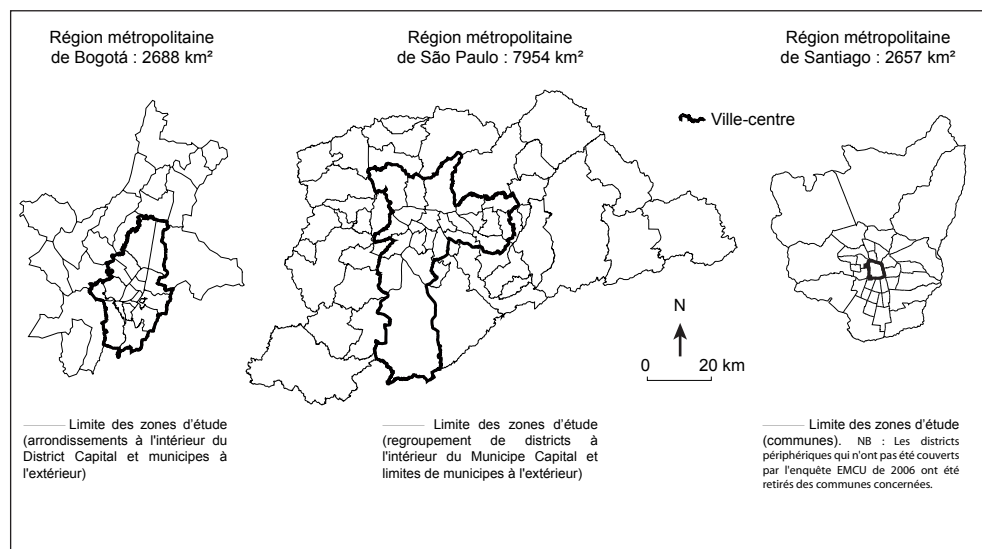 Région métropolitaine
de Bogotá : 2688 km²
Région métropolitaine
de São Paulo : 7954 km²
Région métropolitaine
de Santiago : 2657 km²
Ville-centre
N
0 20 km
Limite des zones d'étude
(arrondissements à l'intérieur du
District Capital et municipes à
l'extérieur)
Limite des zones d'étude
(regroupement de districts à
l'intérieur du Municipe Capital et
limites de municipes à l'extérieur)
Limite des zones d'étude
(communes). NB : Les districts
périphériques qui n'ont pas été couverts
par l'enquête EMCU de 2006 ont été
retirés des communes concernées.